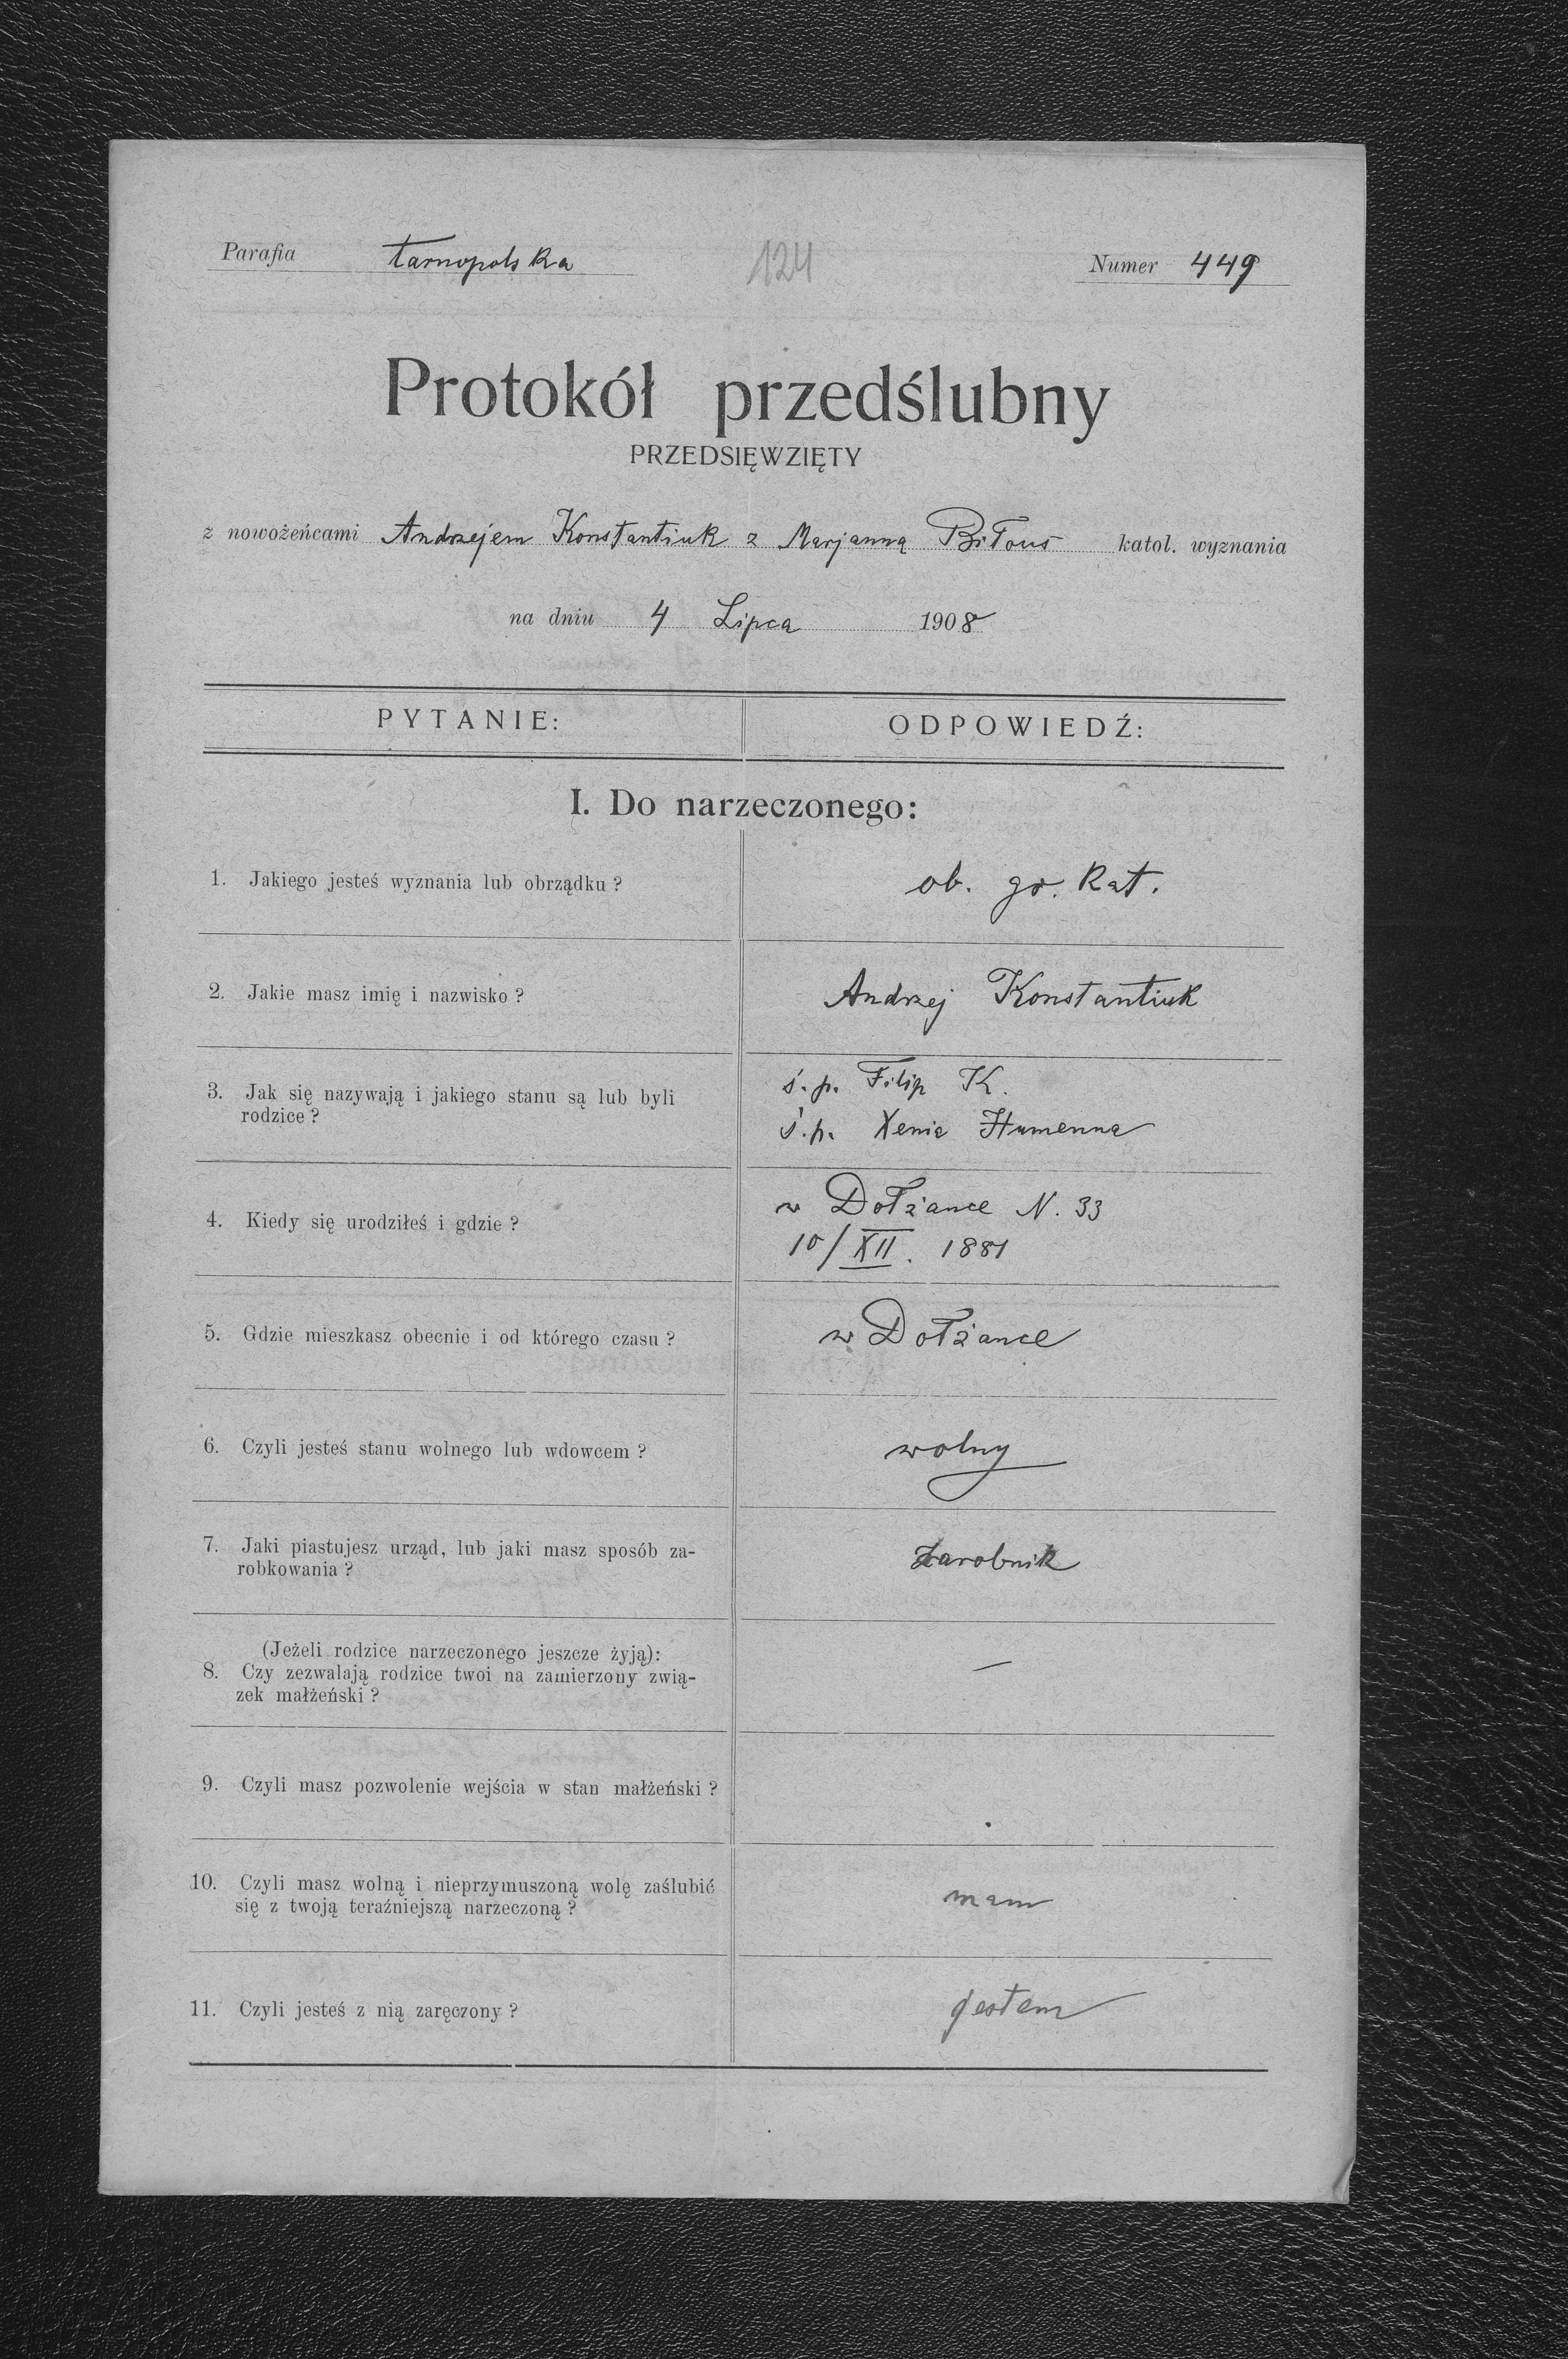 Parafia tarnopolska 124 Numer 449
Protokół przedślubny
PRZEDSIĘWZIĘTY
z nowożeńcami Andrzejem Konstantiuk z Marjanną Biłous katol. wyznania
na dniu 4 Lipca 1908
PYTANIE: ODPOWIEDŹ:
I. Do narzeczonego:
1. Jakiego jesteś wyznania lub obrządku? ob. gr. kat.
2. Jakie masz imię i nazwisko? Andrzej Konstantiuk
3. Jak się nazywają i jakiego stanu są lub byli ś.p. Filip K.
rodzice? ś.p. Xenia Humenna
4. Kiedy się urodziłeś i gdzie? w Dołżance N. 33
10/XII. 1881
5. Gdzie mieszkasz obecnie i od którego czasu? w Dołżance
6. Czyli jesteś stanu wolnego lub wdowcem? wolny
7. Jaki piastujesz urząd, lub jaki masz sposób za- zarobnik
robkowania?
(Jeżeli rodzice narzeczonego jeszcze żyją):
8. Czy zezwalają rodzice twoi na zamierzony zwią- —
zek małżeński?
9. Czyli masz pozwolenie wejścia w stan małżeński?
10. Czyli masz wolną i nieprzymuszoną wolę zaślubić mam
się z twoją teraźniejszą narzeczoną?
11. Czyli jesteś z nią zaręczony? jestem